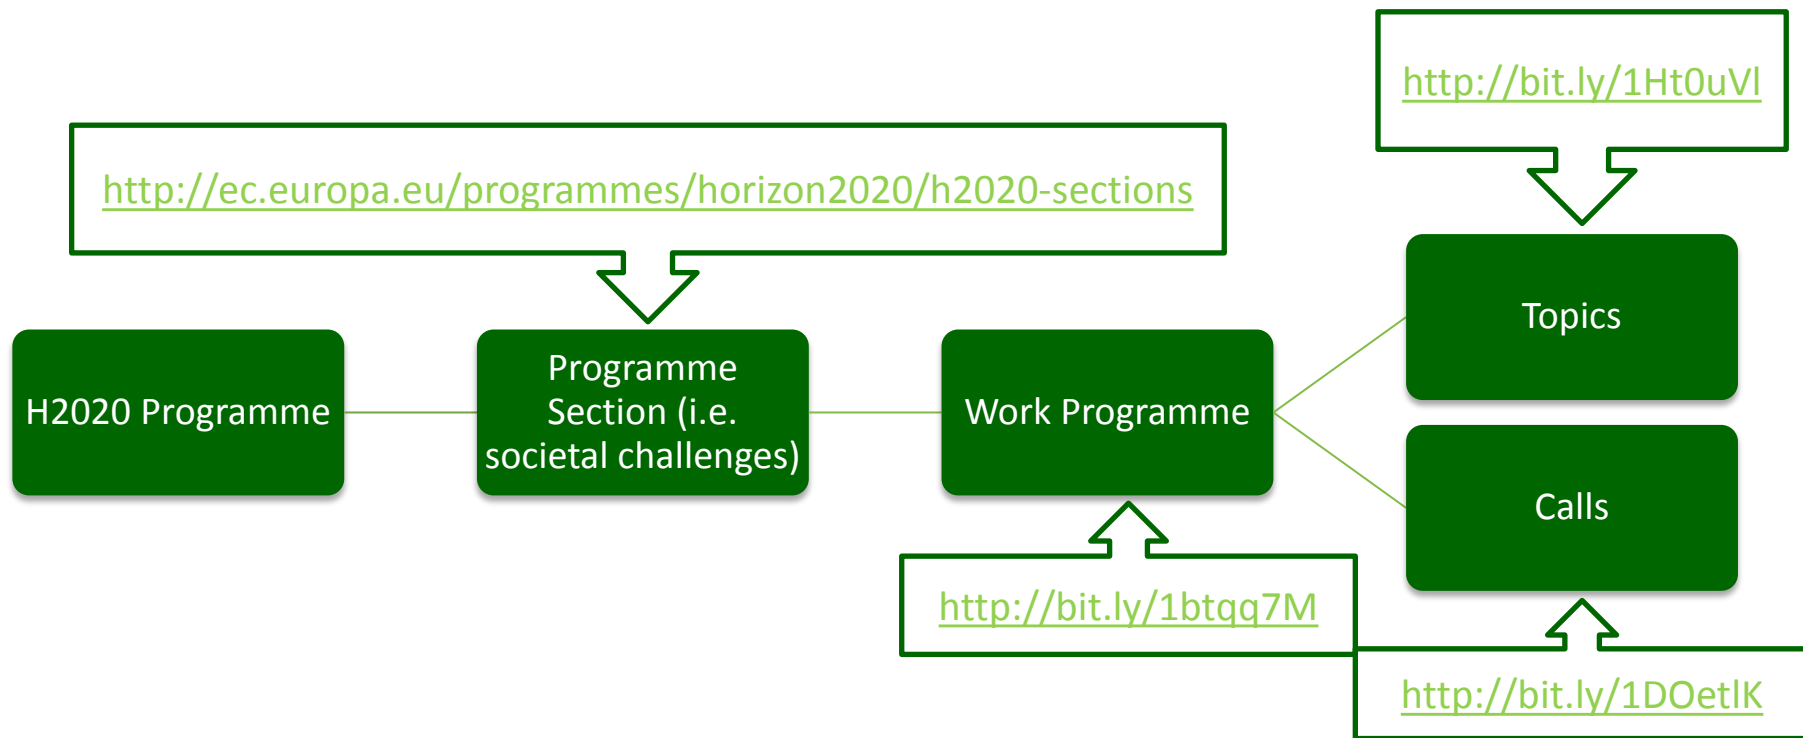 http://bit.ly/1Ht0uVl
http://ec.europa.eu/programmes/horizon2020/h2020-sections
H2020 Programme
Programme
Section (i.e.
societal challenges)
Work Programme
Topics
Calls
http://bit.ly/1btqq7M
http://bit.ly/1DOetlK